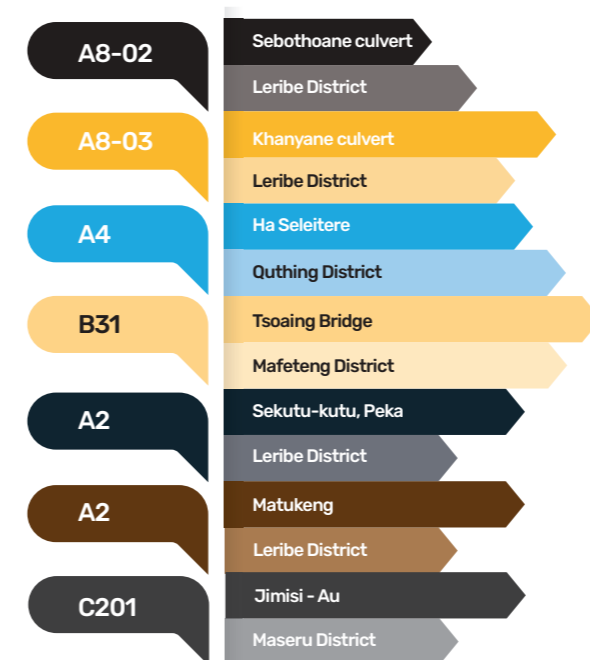 A8-02
Sebothoane culvert
Leribe District
A8-03
Khanyane culvert
Leribe District
A4
Ha Seleitere
Quthing District
B31
Tsoaing Bridge
Mafeteng District
A2
Sekutu-kutu, Peka
Leribe District
A2
Matukeng
Leribe District
C201
Jimisi - Au
Maseru District